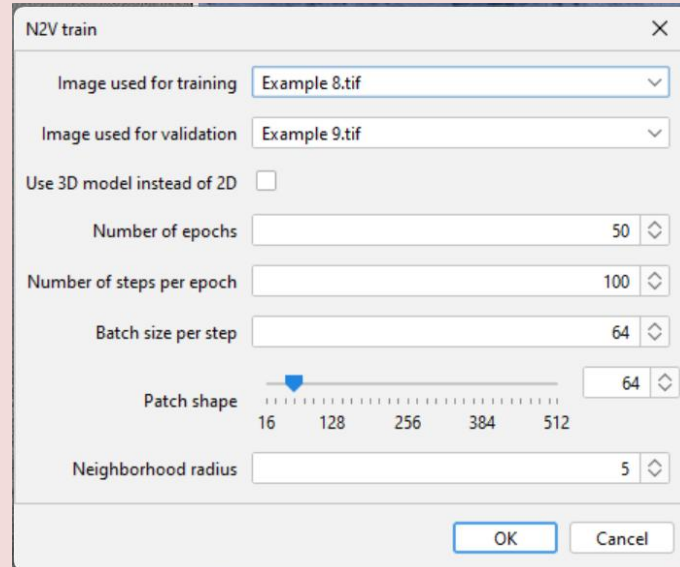 N2V train
Image used for training Example 8.tif
Image used for validation Example 9.tif
Use 3D model instead of 2D
Number of epochs 50
Number of steps per epoch 100
Batch size per step 64
Patch shape 64
16 128 256 384 512
Neighborhood radius 5
OK Cancel